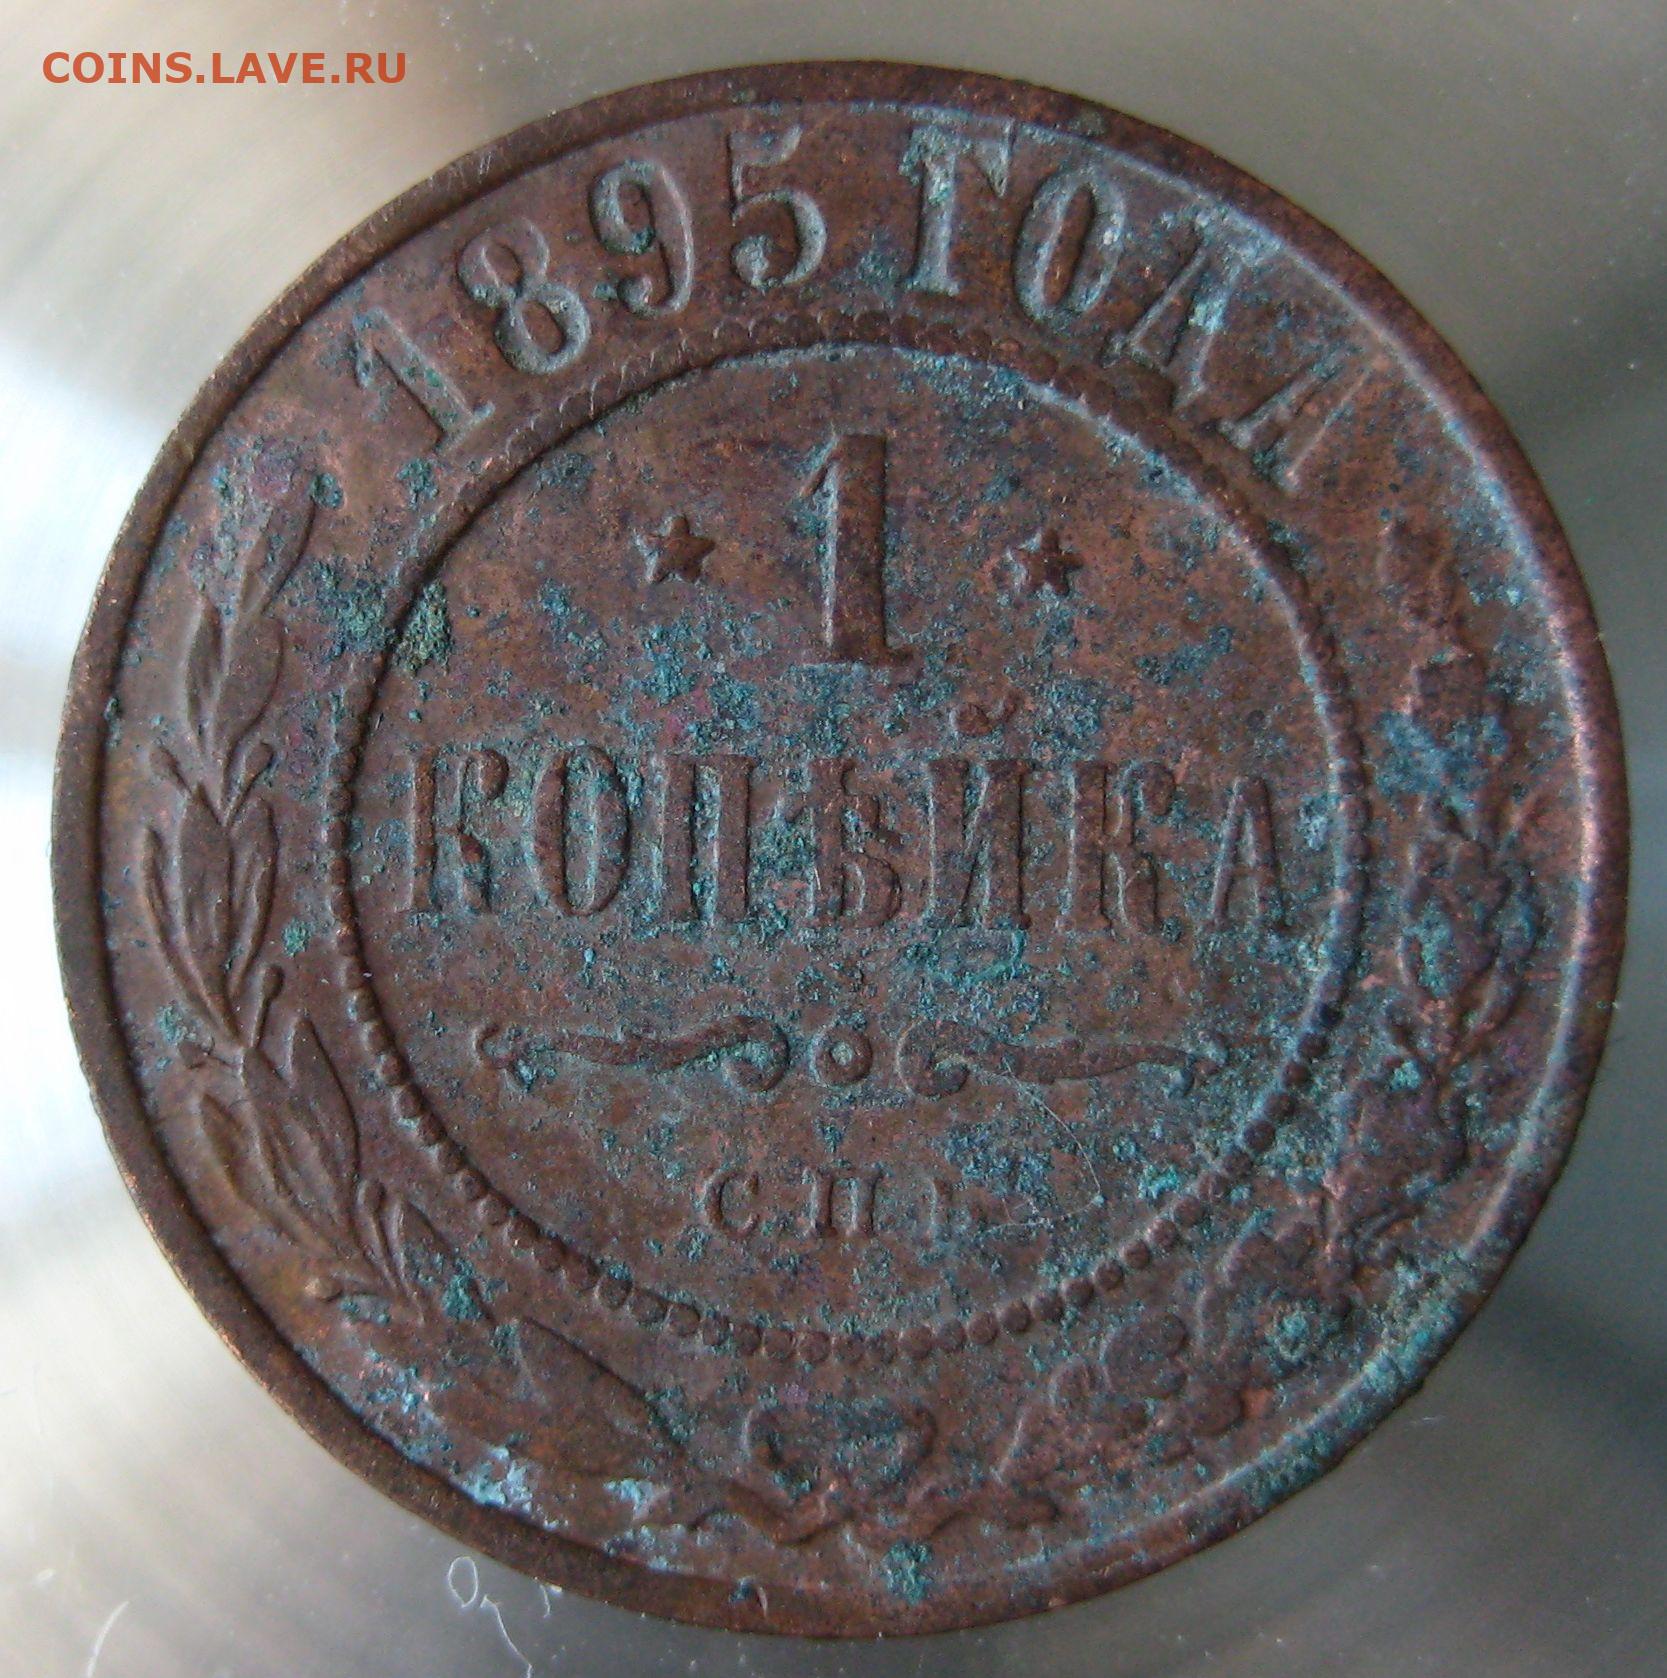 COINS.LAVE.RU
1895 ГОДА
1
КОПѢЙКА